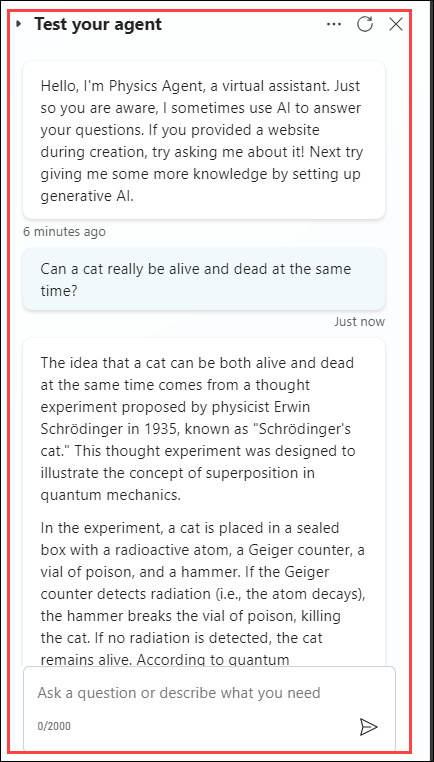 Test your agent
Hello, I'm Physics Agent, a virtual assistant. Just
so you are aware, I sometimes use AI to answer
your questions. If you provided a website
during creation, try asking me about it! Next try
giving me some more knowledge by setting up
generative AI.
6 minutes ago
Can a cat really be alive and dead at the same
time?
Just now
The idea that a cat can be both alive and dead
at the same time comes from a thought
experiment proposed by physicist Erwin
Schrödinger in 1935, known as "Schrödinger's
cat." This thought experiment was designed to
illustrate the concept of superposition in
quantum mechanics.
In the experiment, a cat is placed in a sealed
box with a radioactive atom, a Geiger counter, a
vial of poison, and a hammer. If the Geiger
counter detects radiation (i.e., the atom decays),
the hammer breaks the vial of poison, killing
the cat. If no radiation is detected, the cat
remains alive. According to quantum
Ask a question or describe what you need
0/2000